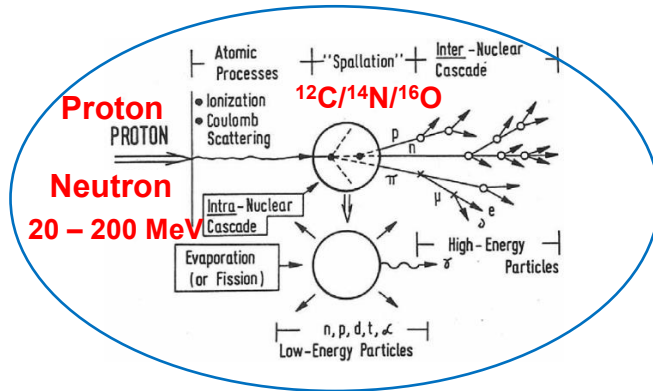 Atomic Processes
"Spallation"
Inter-Nuclear Cascade
Proton
PROTON
• Ionization
• Coulomb
Scattering
¹²C/¹⁴N/¹⁶O
p
n
π
μ
e
ν
Neutron
20 – 200 MeV
Intra-Nuclear
Cascade
Evaporation
(or Fission)
γ
High-Energy
Particles
n, p, d, t, α
Low-Energy Particles